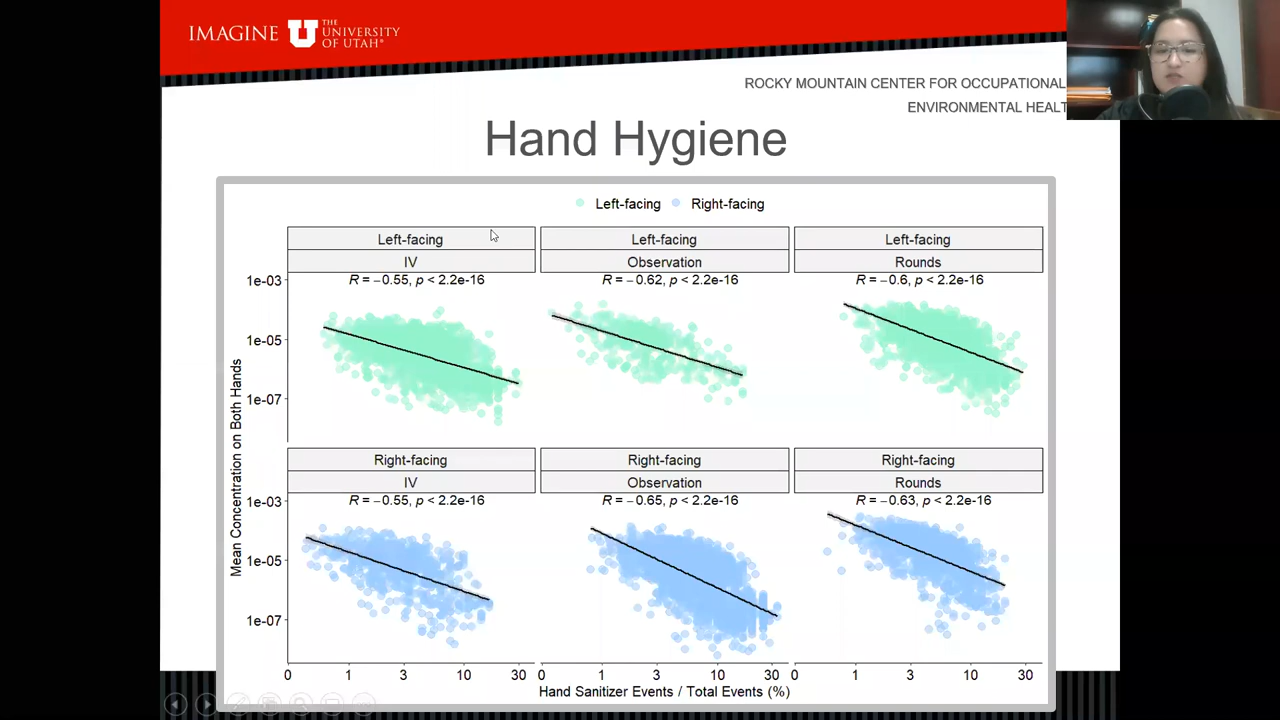 IMAGINE U THE UNIVERSITY OF UTAH®
ROCKY MOUNTAIN CENTER FOR OCCUPATIONAL
ENVIRONMENTAL HEALT
Hand Hygiene
Left-facing Right-facing
Left-facing Left-facing Left-facing
IV Observation Rounds
R = −0.55, p < 2.2e-16 R = −0.62, p < 2.2e-16 R = −0.6, p < 2.2e-16
1e-03
1e-05
1e-07
Mean Concentration on Both Hands
Right-facing Right-facing Right-facing
IV Observation Rounds
R = −0.55, p < 2.2e-16 R = −0.65, p < 2.2e-16 R = −0.63, p < 2.2e-16
1e-03
1e-05
1e-07
0 1 3 10 30 0 1 3 10 30 0 1 3 10 30
Hand Sanitizer Events / Total Events (%)